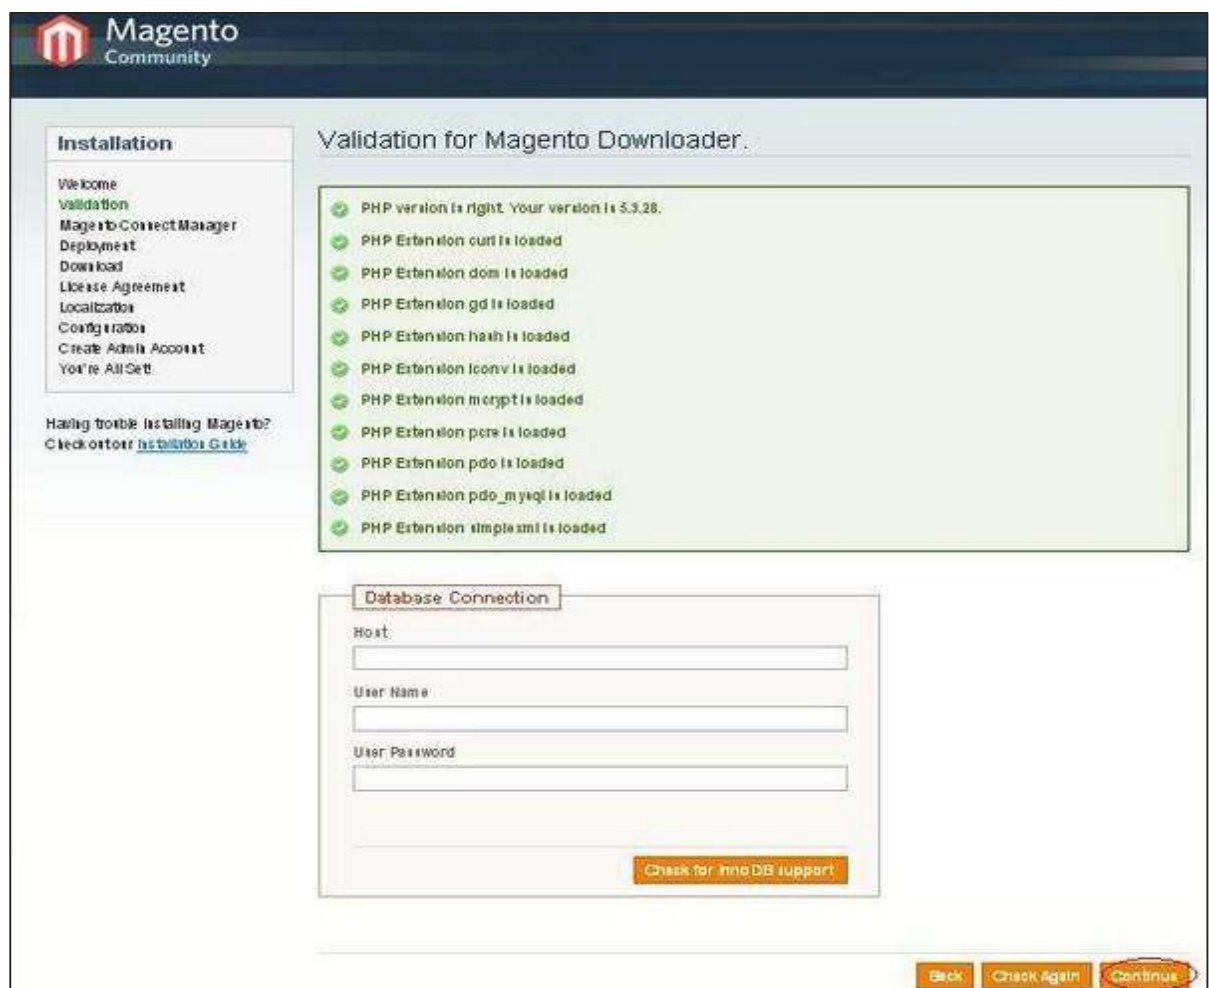 Magento
Community
Installation
Welcome
Validation
Magento Connect Manager
Deployment
Download
License Agreement
Localization
Configuration
Create Admin Account
You're All Set!
Having trouble installing Magento?
Check out our Installation Guide
Validation for Magento Downloader.
PHP version is right. Your version is 5.3.28.
PHP Extension curl is loaded
PHP Extension dom is loaded
PHP Extension gd is loaded
PHP Extension hash is loaded
PHP Extension iconv is loaded
PHP Extension mcrypt is loaded
PHP Extension pcre is loaded
PHP Extension pdo is loaded
PHP Extension pdo_mysql is loaded
PHP Extension simplexml is loaded
Database Connection
Host
User Name
User Password
Check for InnoDB support
Back Check Again Continue